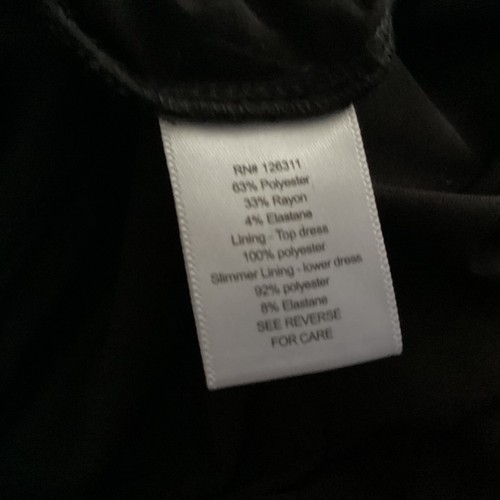 RN# 126311
63% Polyester
33% Rayon
4% Elastane
Lining - Top dress
100% polyester
Slimmer Lining - lower dress
92% polyester
8% Elastane
SEE REVERSE
FOR CARE